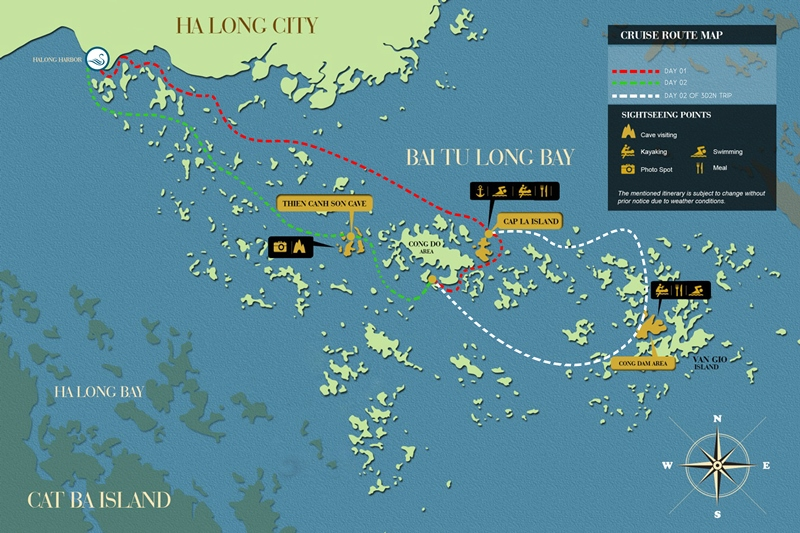 HA LONG CITY
HALONG HARBOR
CRUISE ROUTE MAP
DAY 01
DAY 02
DAY 02 OF 3D2N TRIP
SIGHTSEEING POINTS
Cave visiting
Kayaking
Swimming
Photo Spot
Meal
The mentioned itinerary is subject to change without
prior notice due to weather conditions.
BAI TU LONG BAY
THIEN CANH SON CAVE
CAP LA ISLAND
CONG DO
AREA
CONG DAM AREA
VAN GIO
ISLAND
HA LONG BAY
CAT BA ISLAND
N
W
E
S